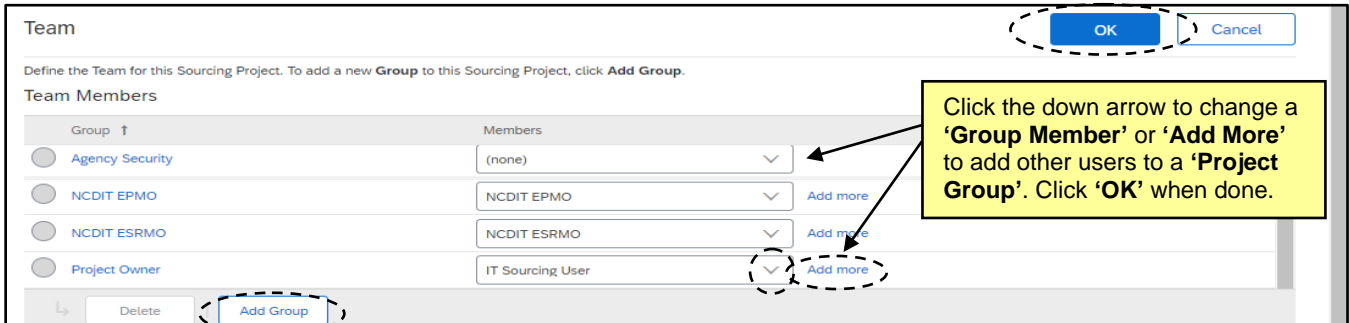 Team
OK
Cancel
Define the Team for this Sourcing Project. To add a new Group to this Sourcing Project, click Add Group.
Team Members
Group ↑
Members
Agency Security
(none)
NCDIT EPMO
NCDIT EPMO
Add more
NCDIT ESRMO
NCDIT ESRMO
Add more
Project Owner
IT Sourcing User
Add more
Delete
Add Group
Click the down arrow to change a
‘Group Member’ or ‘Add More’
to add other users to a ‘Project
Group’. Click ‘OK’ when done.